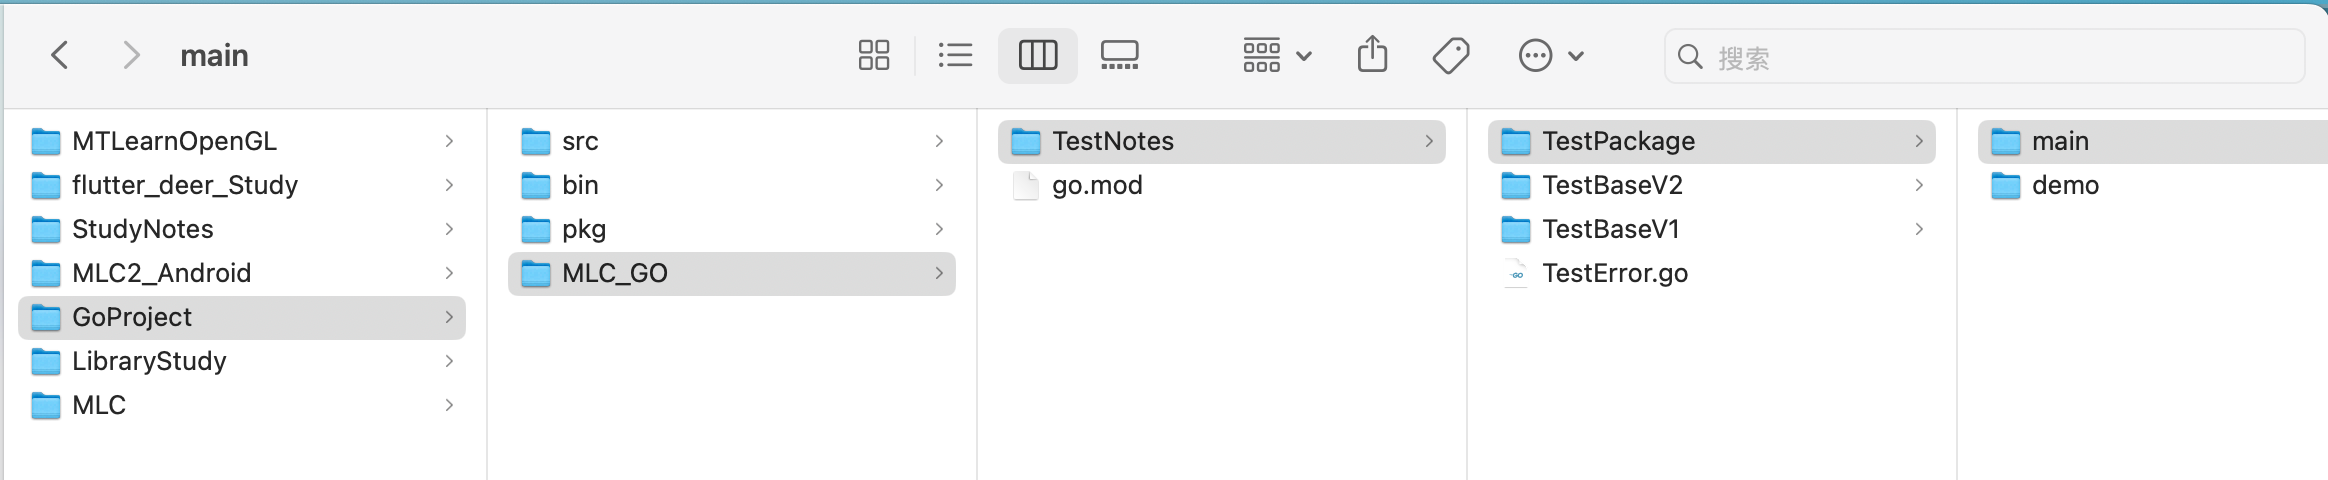 main
搜索
MTLearnOpenGL
flutter_deer_Study
StudyNotes
MLC2_Android
GoProject
LibraryStudy
MLC
src
bin
pkg
MLC_GO
TestNotes
go.mod
TestPackage
TestBaseV2
TestBaseV1
GO
TestError.go
main
demo